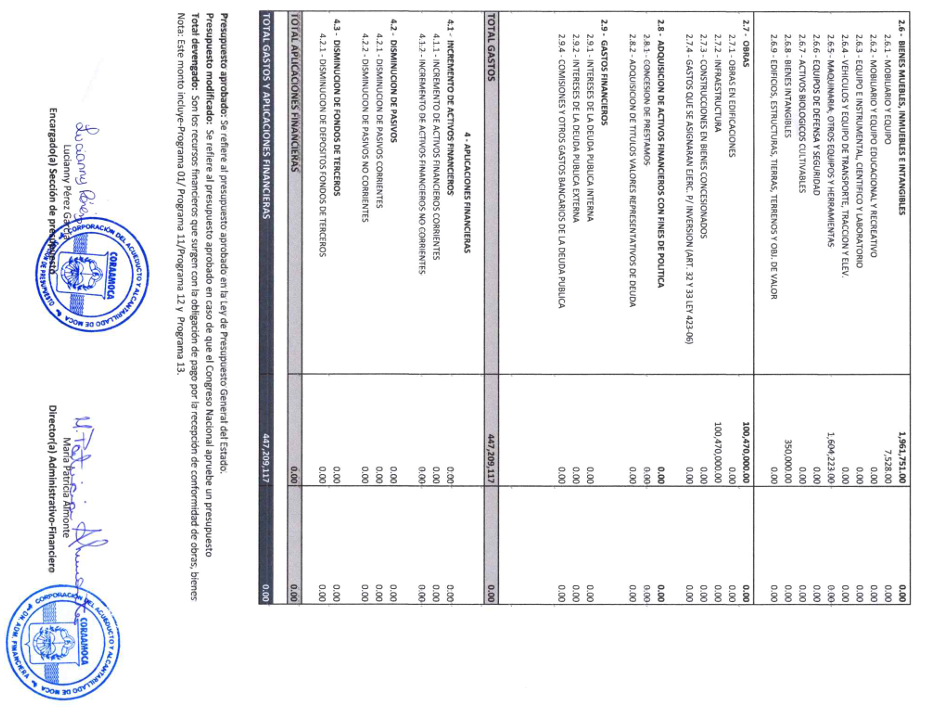 2.6 - BIENES MUEBLES, INMUEBLES E INTANGIBLES 1,961,751.00 0.00
2.6.1 - MOBILIARIO Y EQUIPO 7,528.00 0.00
2.6.2 - MOBILIARIO Y EQUIPO EDUCACIONAL Y RECREATIVO 0.00 0.00
2.6.3 - EQUIPO E INSTRUMENTAL, CIENTIFICO Y LABORATORIO 0.00 0.00
2.6.4 - VEHICULOS Y EQUIPO DE TRANSPORTE, TRACCION Y ELEV. 0.00 0.00
2.6.5 - MAQUINARIA, OTROS EQUIPOS Y HERRAMIENTAS 1,604,223.00 0.00
2.6.6 - EQUIPOS DE DEFENSA Y SEGURIDAD 0.00 0.00
2.6.7 - ACTIVOS BIOLOGICOS CULTIVABLES 0.00 0.00
2.6.8 - BIENES INTANGIBLES 350,000.00 0.00
2.6.9 - EDIFICIOS, ESTRUCTURAS, TIERRAS, TERRENOS Y OBJ. DE VALOR 0.00 0.00
2.7 - OBRAS 100,470,000.00 0.00
2.7.1 - OBRAS EN EDIFICACIONES 0.00 0.00
2.7.2 - INFRAESTRUCTURA 100,470,000.00 0.00
2.7.3 - CONSTRUCCIONES EN BIENES CONCESIONADOS 0.00 0.00
2.7.4 - GASTOS QUE SE ASIGNARAN EJERC. P/ INVERSION (ART. 32 Y 33 LEY 423-06) 0.00 0.00
2.8 - ADQUISICION DE ACTIVOS FINANCIEROS CON FINES DE POLITICA 0.00 0.00
2.8.1 - CONCESION DE PRESTAMOS 0.00 0.00
2.8.2 - ADQUISICION DE TITULOS VALORES REPRESENTATIVOS DE DEUDA 0.00 0.00
2.9 - GASTOS FINANCIEROS
2.9.1 - INTERESES DE LA DEUDA PUBLICA INTERNA 0.00 0.00
2.9.2 - INTERESES DE LA DEUDA PUBLICA EXTERNA 0.00 0.00
2.9.4 - COMISIONES Y OTROS GASTOS BANCARIOS DE LA DEUDA PUBLICA 0.00 0.00
TOTAL GASTOS 447,209,117 0.00
4 - APLICACIONES FINANCIERAS
4.1 - INCREMENTO DE ACTIVOS FINANCIEROS 0.00 0.00
4.1.1 - INCREMENTO DE ACTIVOS FINANCIEROS CORRIENTES 0.00 0.00
4.1.2 - INCREMENTO DE ACTIVOS FINANCIEROS NO CORRIENTES 0.00 0.00
4.2 - DISMINUCION DE PASIVOS 0.00 0.00
4.2.1 - DISMINUCION DE PASIVOS CORRIENTES 0.00 0.00
4.2.2 - DISMINUCION DE PASIVOS NO CORRIENTES 0.00 0.00
4.3 - DISMINUCION DE FONDOS DE TERCEROS 0.00 0.00
4.2.1 - DISMINUCION DE DEPOSITOS FONDOS DE TERCEROS 0.00 0.00
TOTAL APLICACIONES FINANCIERAS 0.00 0.00
TOTAL GASTOS Y APLICACIONES FINANCIERAS 447,209,117 0.00
Presupuesto aprobado: Se refiere al presupuesto aprobado en la Ley de Presupuesto General del Estado.
Presupuesto modificado: Se refiere al presupuesto aprobado en caso de que el Congreso Nacional apruebe un presupuesto
Total devengado: Son los recursos financieros que surgen con la obligación de pago por la recepción de conformidad de obras, bienes
Nota: Este monto incluye-Programa 01/ Programa 11/Programa 12 y Programa 13.
Lucianny Pérez
Lucianny Pérez García
Encargado(a) Sección de presupuesto
CORPORACION DEL ACUEDUCTO Y ALCANTARILLADO DE MOCA
CORAAMOCA
DE PRESUPUESTO
María Patricia Almonte
Director(a) Administrativo-Financiero
CORPORACION DEL ACUEDUCTO Y ALCANTARILLADO DE MOCA
CORAAMOCA
ADM. FINANCIERA